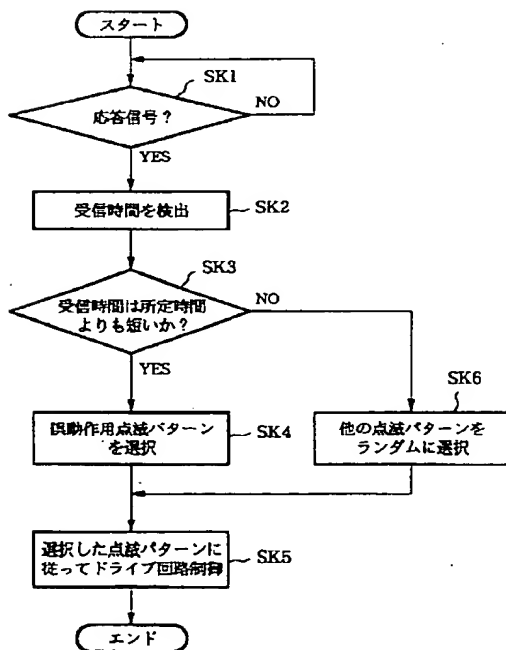 スタート
SK1
応答信号?
NO
YES
受信時間を検出
SK2
SK3
受信時間は所定時間
よりも短いか?
NO
YES
SK6
誤動作用点滅パターン
を選択
SK4
他の点滅パターンを
ランダムに選択
選択した点滅パターンに
従ってドライブ回路制御
SK5
エンド